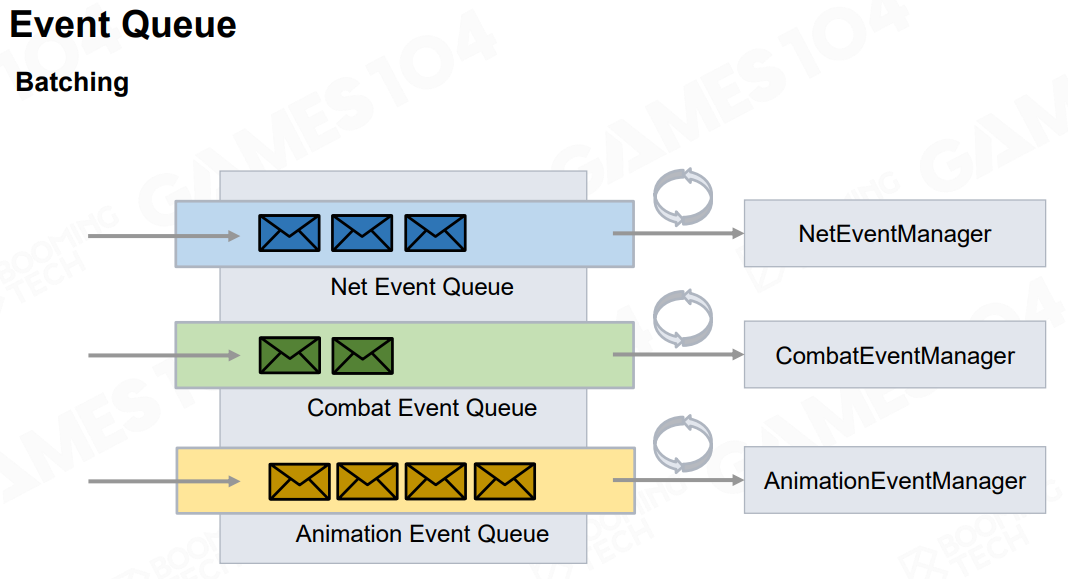 Event Queue
Batching
NetEventManager
Net Event Queue
CombatEventManager
Combat Event Queue
AnimationEventManager
Animation Event Queue
GAMES104
BOOMING
TECH